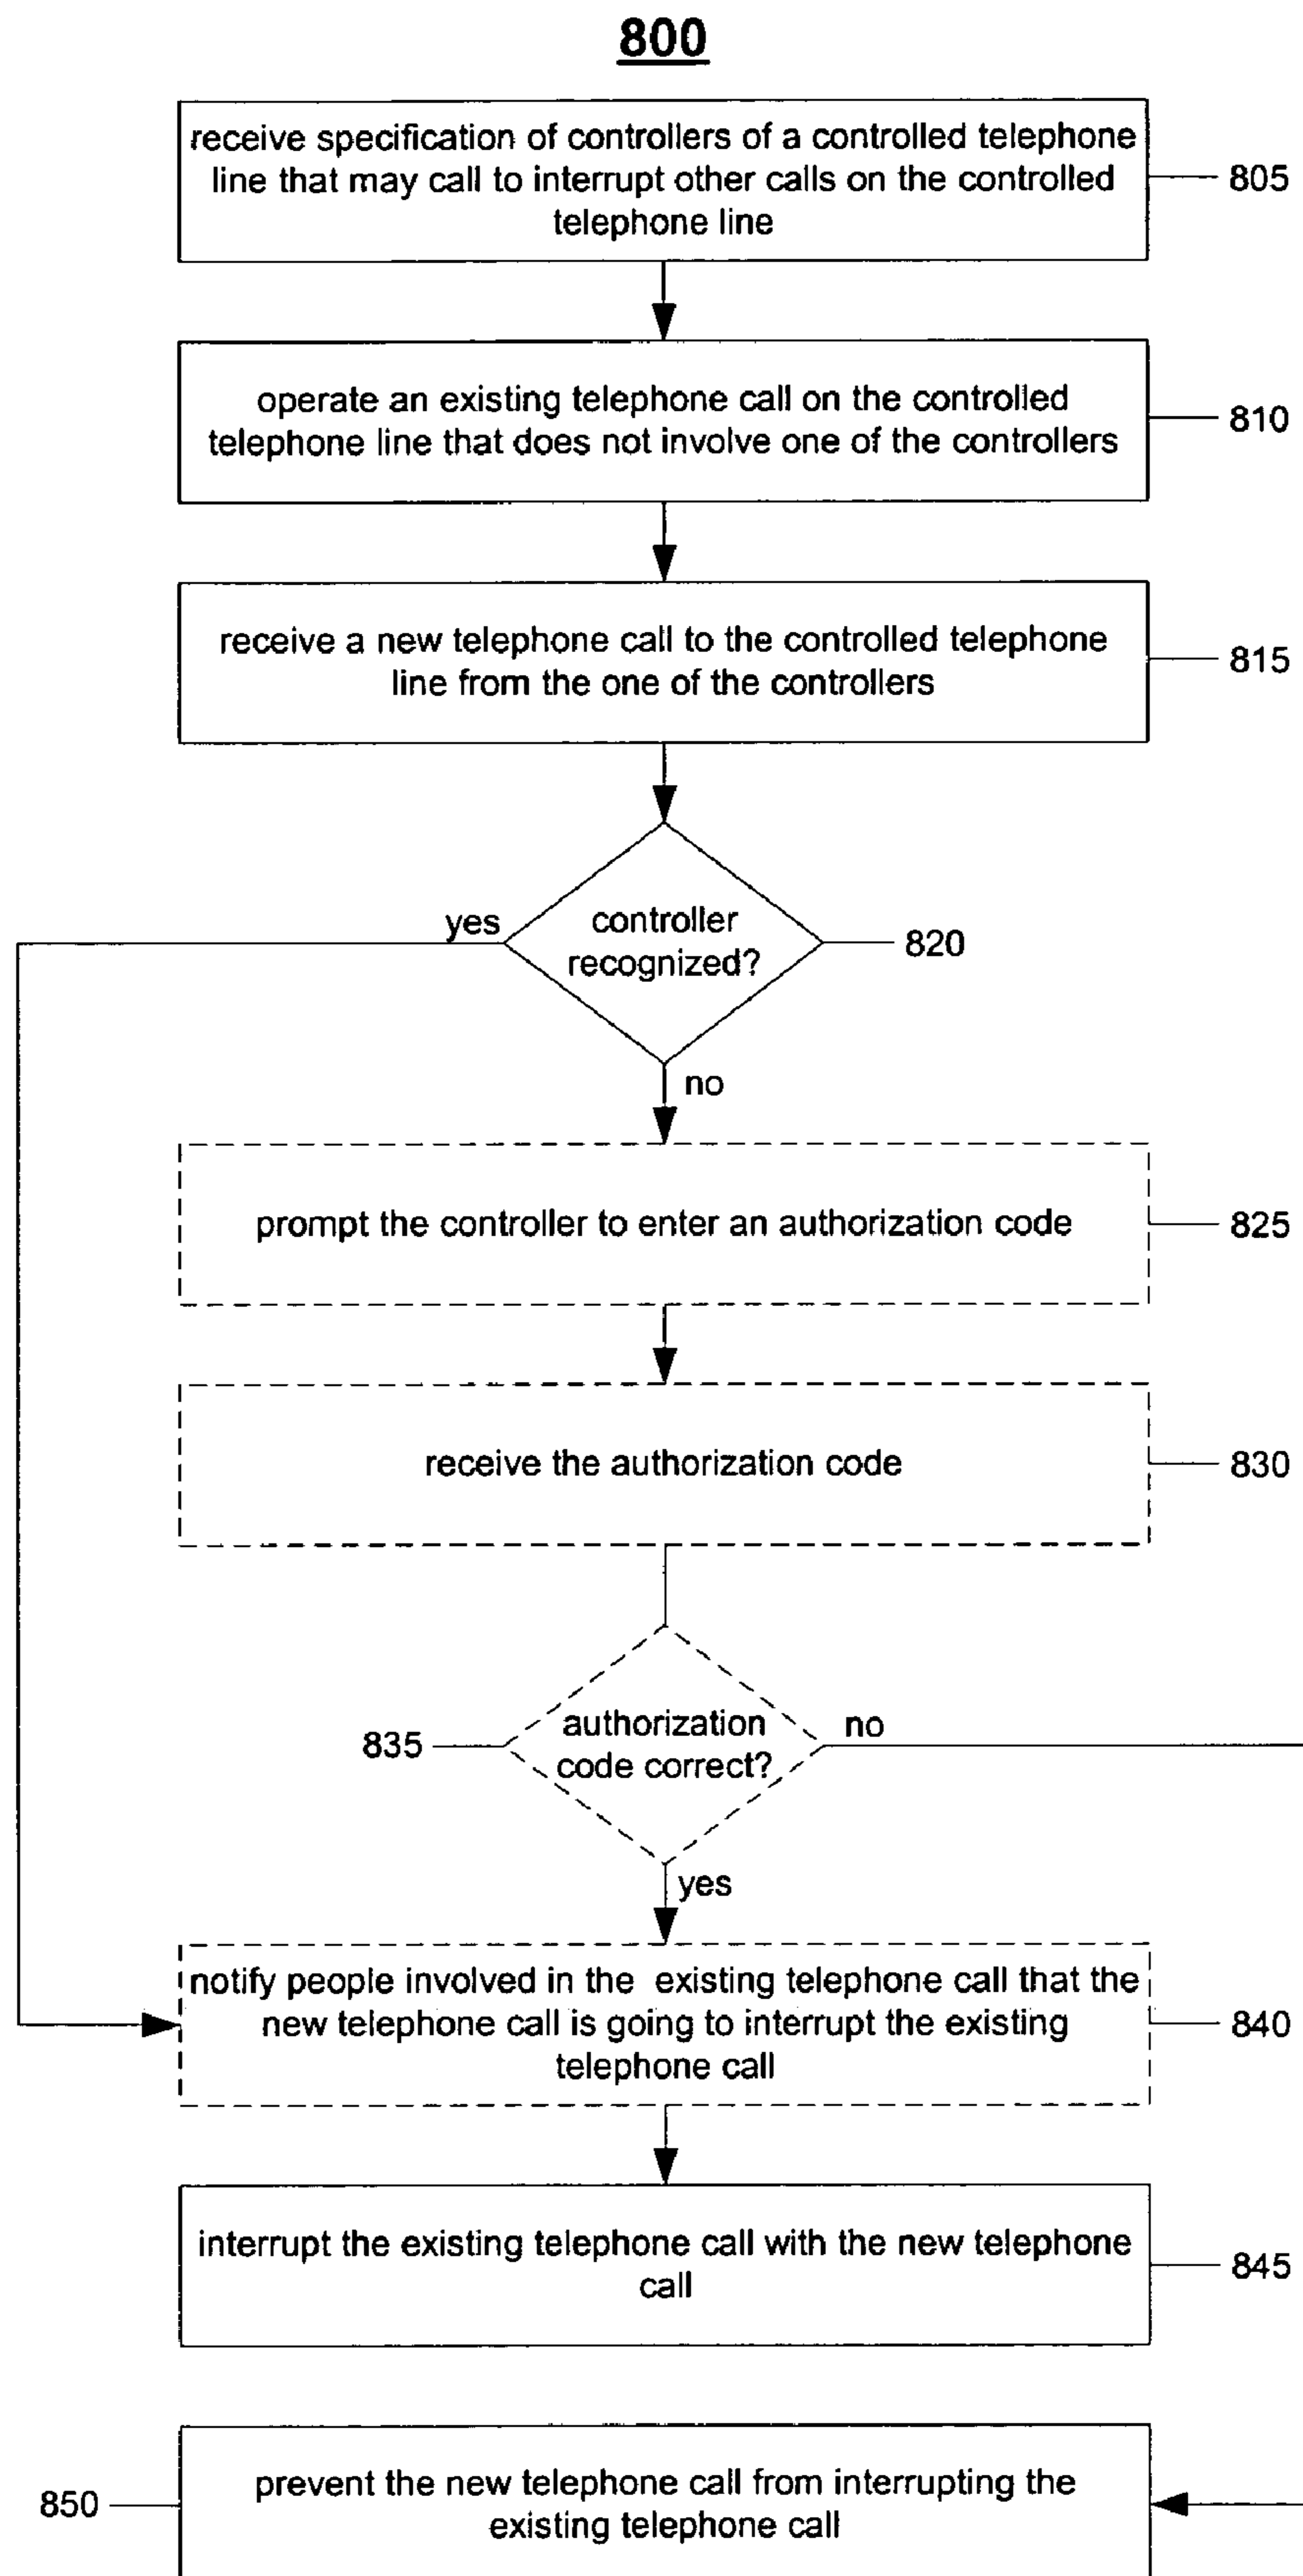 800
receive specification of controllers of a controlled telephone
line that may call to interrupt other calls on the controlled
telephone line
805
operate an existing telephone call on the controlled
telephone line that does not involve one of the controllers
810
receive a new telephone call to the controlled telephone
line from the one of the controllers
815
yes
controller
recognized?
820
no
prompt the controller to enter an authorization code
825
receive the authorization code
830
835
authorization
code correct?
no
yes
notify people involved in the existing telephone call that the
new telephone call is going to interrupt the existing
telephone call
840
interrupt the existing telephone call with the new telephone
call
845
850
prevent the new telephone call from interrupting the
existing telephone call